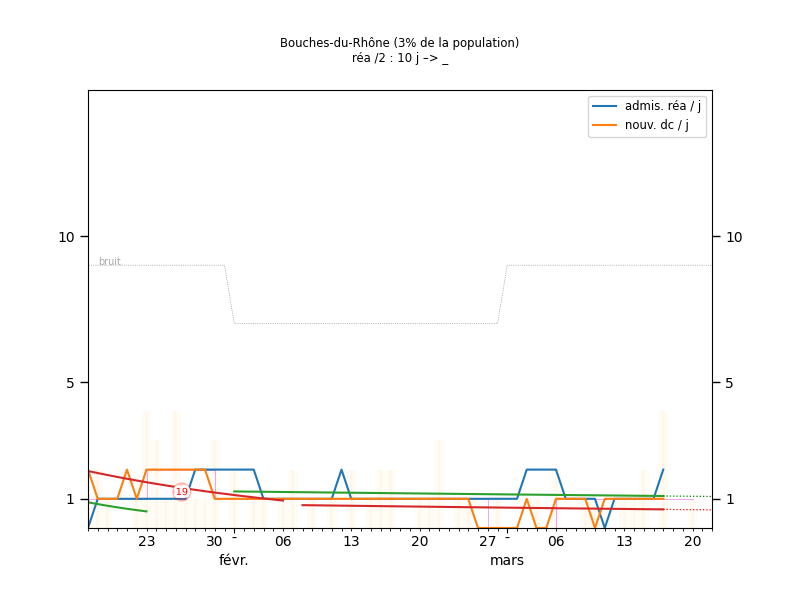 Bouches-du-Rhône (3% de la population)
réa /2 : 10 j –> _
admis. réa / j
nouv. dc / j
10
10
bruit
5
5
19
1
1
23
30
-
06
13
20
27
-
06
13
20
févr.
mars